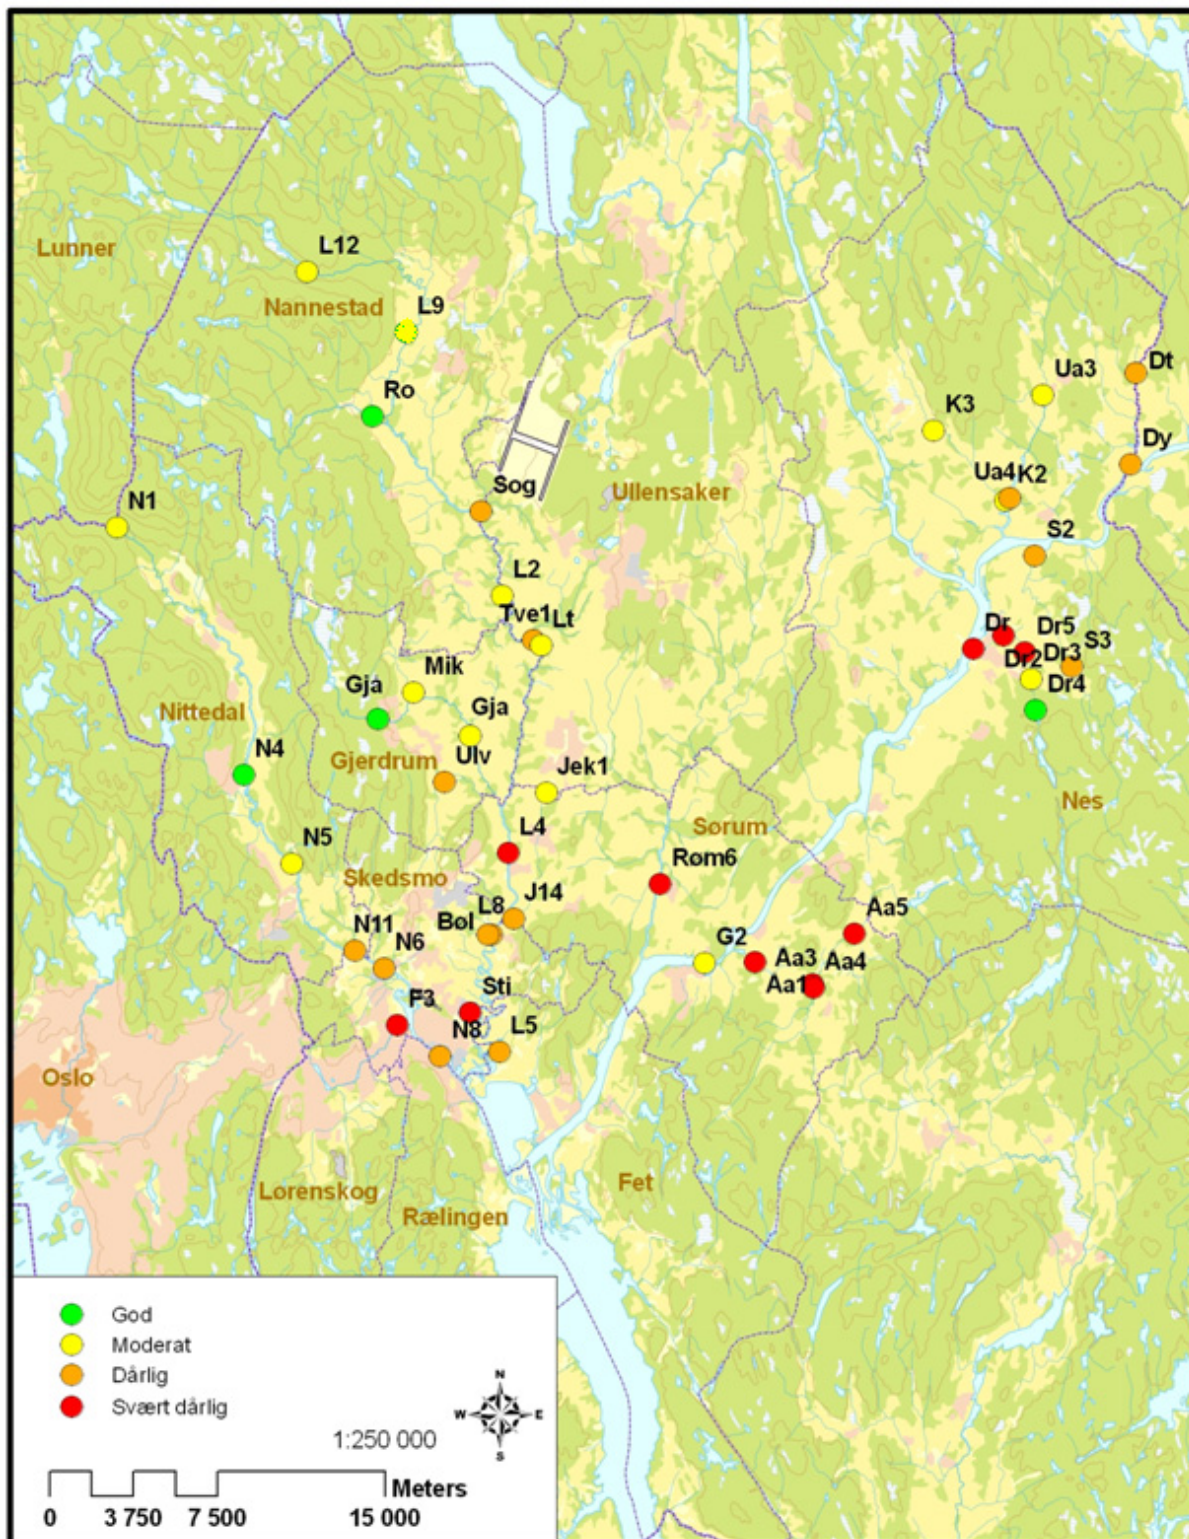 Lunner
L12
Nannestad
L9
Ro
Ua3
Dt
K3
Dy
Sog
Ullensaker
Ua4
K2
N1
S2
L2
Tve1
Lt
Dr
Dr5
S3
Dr2
Dr3
Dr4
Mik
Gjá
Gja
Nittedal
Ulv
Gjerdrum
N4
Jek1
Nes
Sørum
L4
N5
Røm6
Skedsmo
J14
L8
Bøl
Aa5
N11
N6
G2
Aa3
Aa4
Aa1
Sti
F3
N8
L5
Oslo
Lørenskog
Rælingen
Fet
God
Moderat
Dårlig
Svært dårlig
N
W E
S
1:250 000
Meters
0 3 750 7 500 15 000